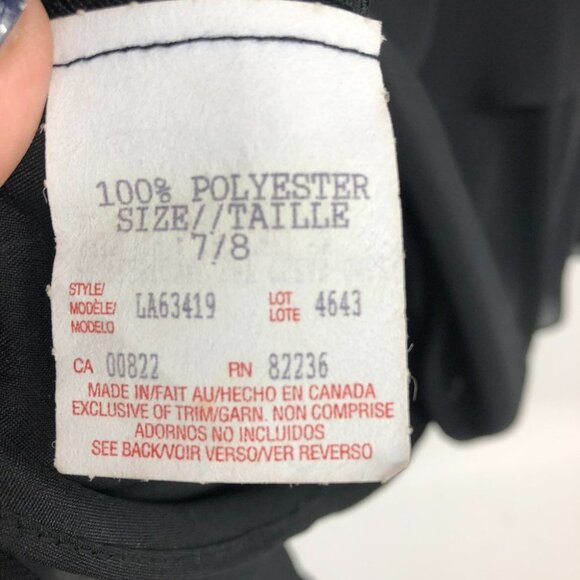 100% POLYESTER
SIZE//TAILLE
7/8
STYLE/
MODÈLE/ LA63419 LOT 4643
MODELO LOTE
CA 00822 RN 82236
MADE IN/FAIT AU/HECHO EN CANADA
EXCLUSIVE OF TRIM/GARN. NON COMPRISE
ADORNOS NO INCLUIDOS
SEE BACK/VOIR VERSO/VER REVERSO